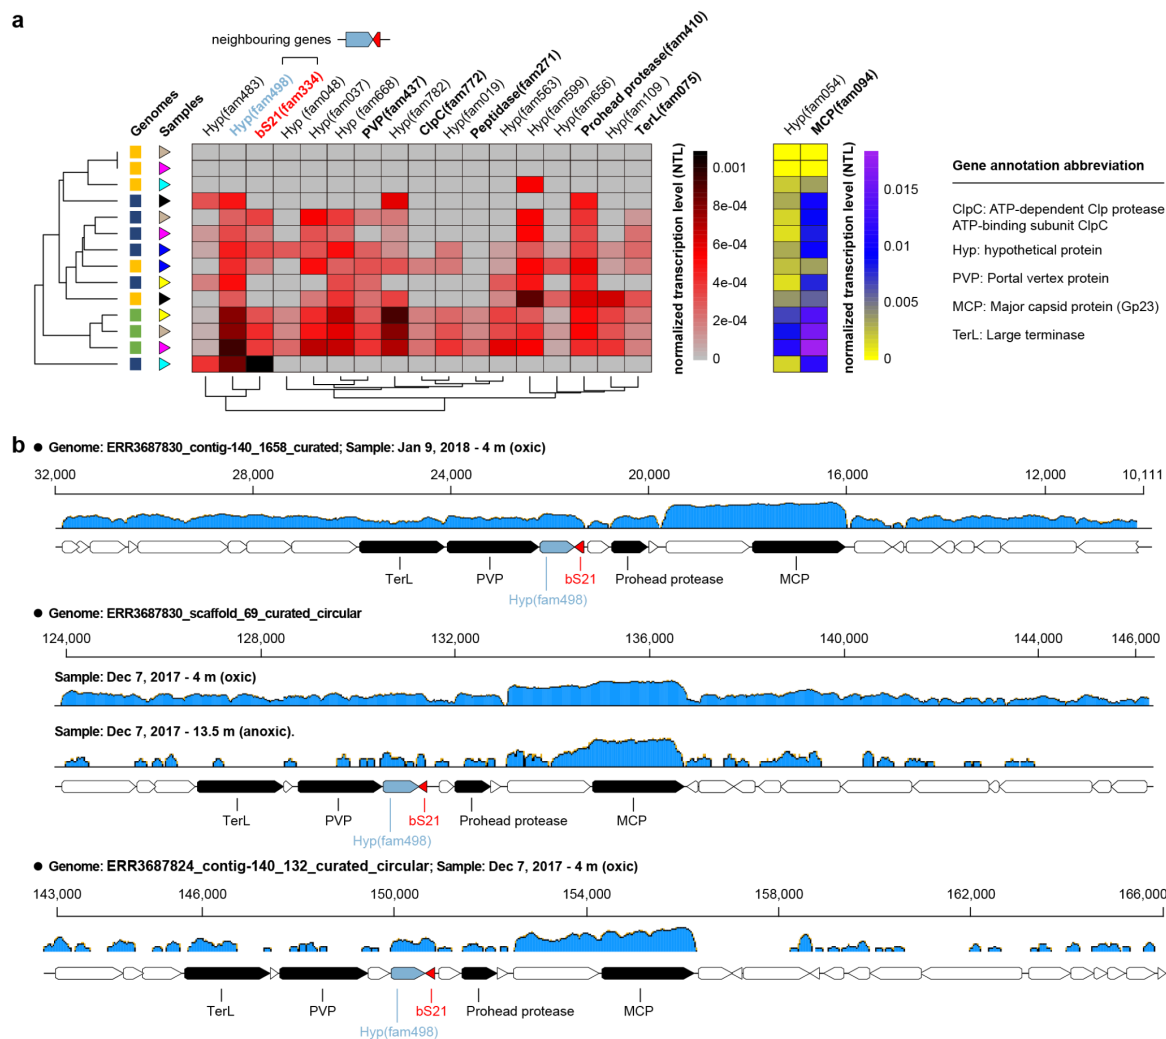 a
neighbouring genes
Genomes
Samples
Hyp(fam483)
Hyp(fam498)
bS21(fam334)
Hyp (fam048)
Hyp(fam037)
Hyp (fam668)
PVP(fam437)
Hyp(fam782)
ClpC(fam772)
Hyp(fam019)
Peptidase(fam271)
Hyp(fam563)
Hyp(fam599)
Hyp(fam656)
Prohead protease(fam410)
Hyp(fam109 )
TerL(fam075)
0.001
8e-04
6e-04
4e-04
2e-04
0
normalized transcription level (NTL)
Hyp(fam054)
MCP(fam094)
0.015
0.01
0.005
0
normalized transcription level (NTL)
Gene annotation abbreviation
ClpC: ATP-dependent Clp protease
ATP-binding subunit ClpC
Hyp: hypothetical protein
PVP: Portal vertex protein
MCP: Major capsid protein (Gp23)
TerL: Large terminase
b
Genome: ERR3687830_contig-140_1658_curated; Sample: Jan 9, 2018 - 4 m (oxic)
32,000 28,000 24,000 20,000 16,000 12,000 10,111
TerL PVP bS21 Prohead protease MCP
Hyp(fam498)
Genome: ERR3687830_scaffold_69_curated_circular
124,000 128,000 132,000 136,000 140,000 144,000 146,000
Sample: Dec 7, 2017 - 4 m (oxic)
Sample: Dec 7, 2017 - 13.5 m (anoxic).
TerL PVP bS21 Prohead protease MCP
Hyp(fam498)
Genome: ERR3687824_contig-140_132_curated_circular; Sample: Dec 7, 2017 - 4 m (oxic)
143,000 146,000 150,000 154,000 158,000 162,000 166,000
TerL PVP bS21 Prohead protease MCP
Hyp(fam498)